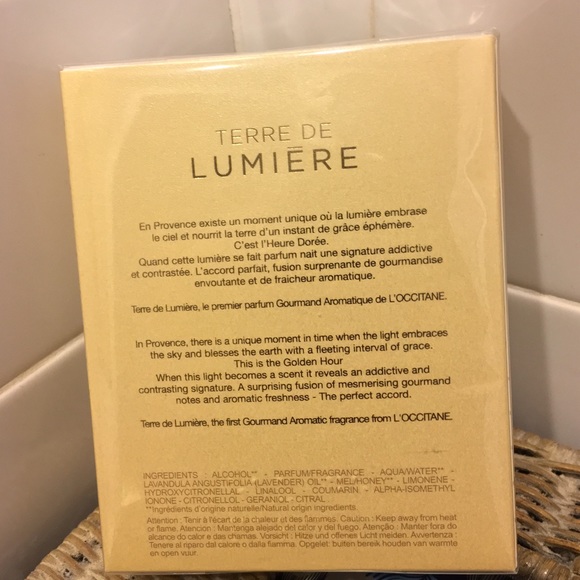 TERRE DE
LUMIĒRE
En Provence existe un moment unique où la lumière embrase
le ciel et nourrit la terre d'un instant de grâce éphémère.
C'est l'Heure Dorée.
Quand cette lumière se fait parfum nait une signature addictive
et contrastée. L'accord parfait, fusion surprenante de gourmandise
envoutante et de fraicheur aromatique.
Terre de Lumière, le premier parfum Gourmand Aromatique de L'OCCITANE.
In Provence, there is a unique moment in time when the light embraces
the sky and blesses the earth with a fleeting interval of grace.
This is the Golden Hour
When this light becomes a scent it reveals an addictive and
contrasting signature. A surprising fusion of mesmerising gourmand
notes and aromatic freshness - The perfect accord.
Terre de Lumière, the first Gourmand Aromatic fragrance from L'OCCITANE.
INGREDIENTS : ALCOHOL** - PARFUM/FRAGRANCE - AQUA/WATER** -
LAVANDULA ANGUSTIFOLIA (LAVENDER) OIL** - MEL/HONEY** - LIMONENE -
HYDROXYCITRONELLAL - LINALOOL - COUMARIN - ALPHA-ISOMETHYL
IONONE - CITRONELLOL - GERANIOL - CITRAL
**Ingrédients d'origine naturelle/Natural origin ingredients.
Attention : Tenir à l'écart de la chaleur et des flammes. Caution : Keep away from heat
or flame. Atencion : Mantenga alejado del calor y del fuego. Atenção : Manter fora do
alcance do calor e das chamas. Vorsicht : Hitze und offenes Licht meiden. Avvertenza :
Tenere al riparo dal calore o dalla fiamma. Opgelet: buiten bereik houden van warmte
en open vuur.